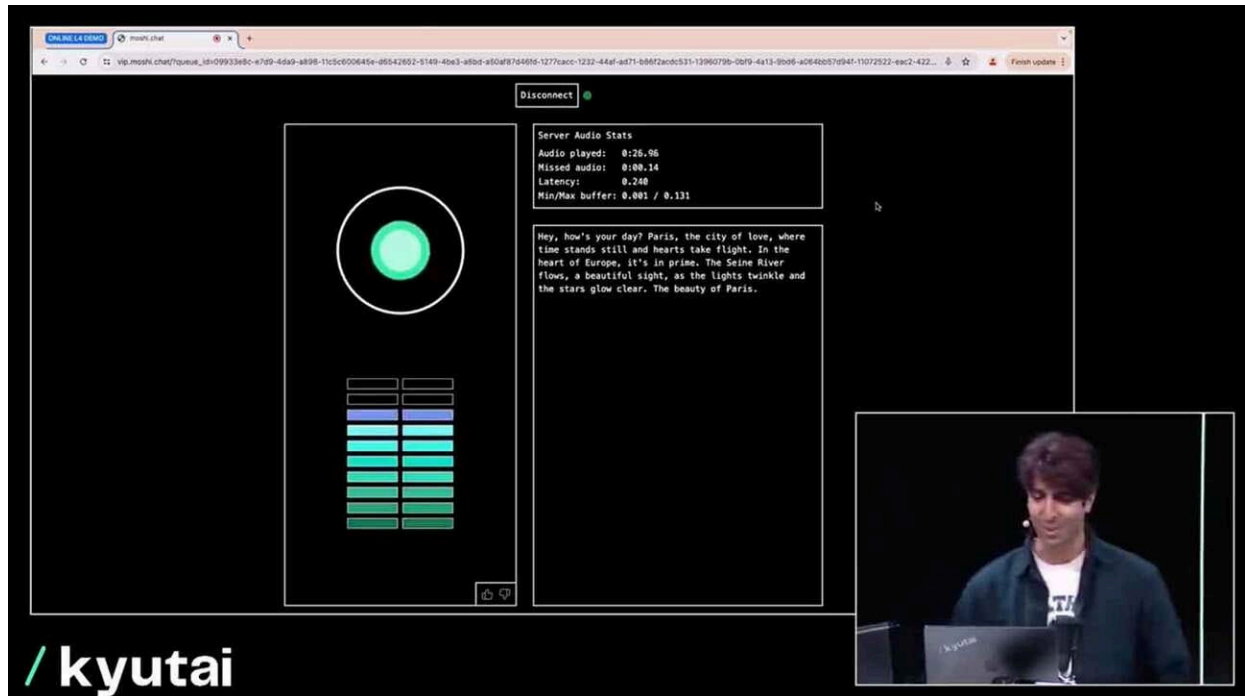 ONLINE L4 DEMO
moshi.chat
Finish update
Disconnect
Server Audio Stats
Audio played: 0:26.96
Missed audio: 0:00.14
Latency: 0.240
Min/Max buffer: 0.001 / 0.131
Hey, how's your day? Paris, the city of love, where
time stands still and hearts take flight. In the
heart of Europe, it's in prime. The Seine River
flows, a beautiful sight, as the lights twinkle and
the stars glow clear. The beauty of Paris.
/ kyutai
/ kyutai